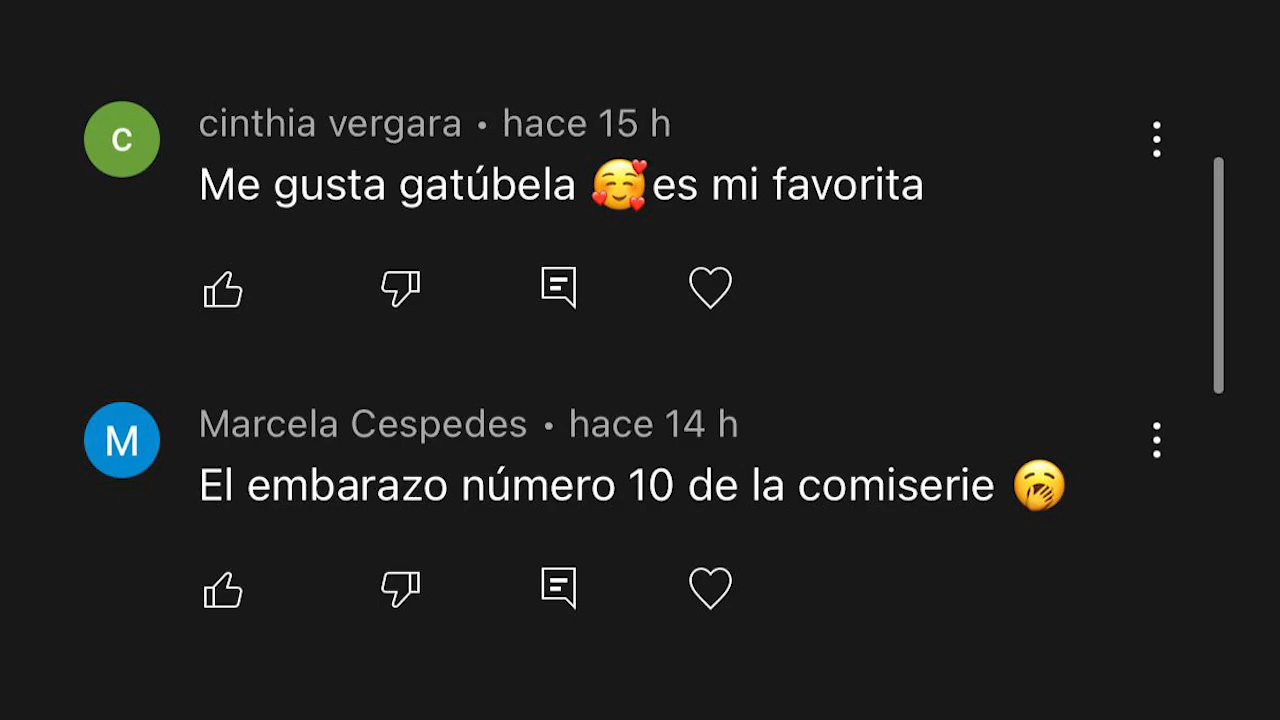 C
cinthia vergara • hace 15 h
Me gusta gatúbela 🥰 es mi favorita
M
Marcela Cespedes • hace 14 h
El embarazo número 10 de la comiserie 🥱